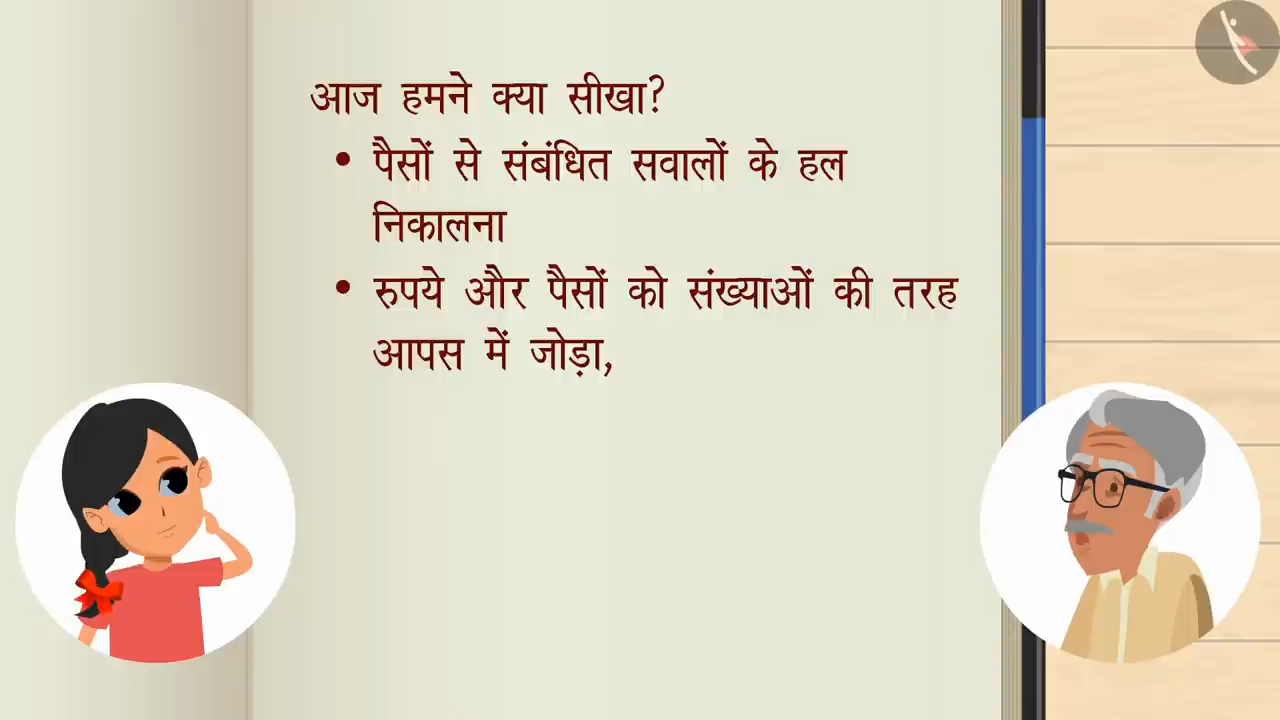 आज हमने क्या सीखा?
• पैसों से संबंधित सवालों के हल
निकालना
• रुपये और पैसों को संख्याओं की तरह
आपस में जोड़ा,